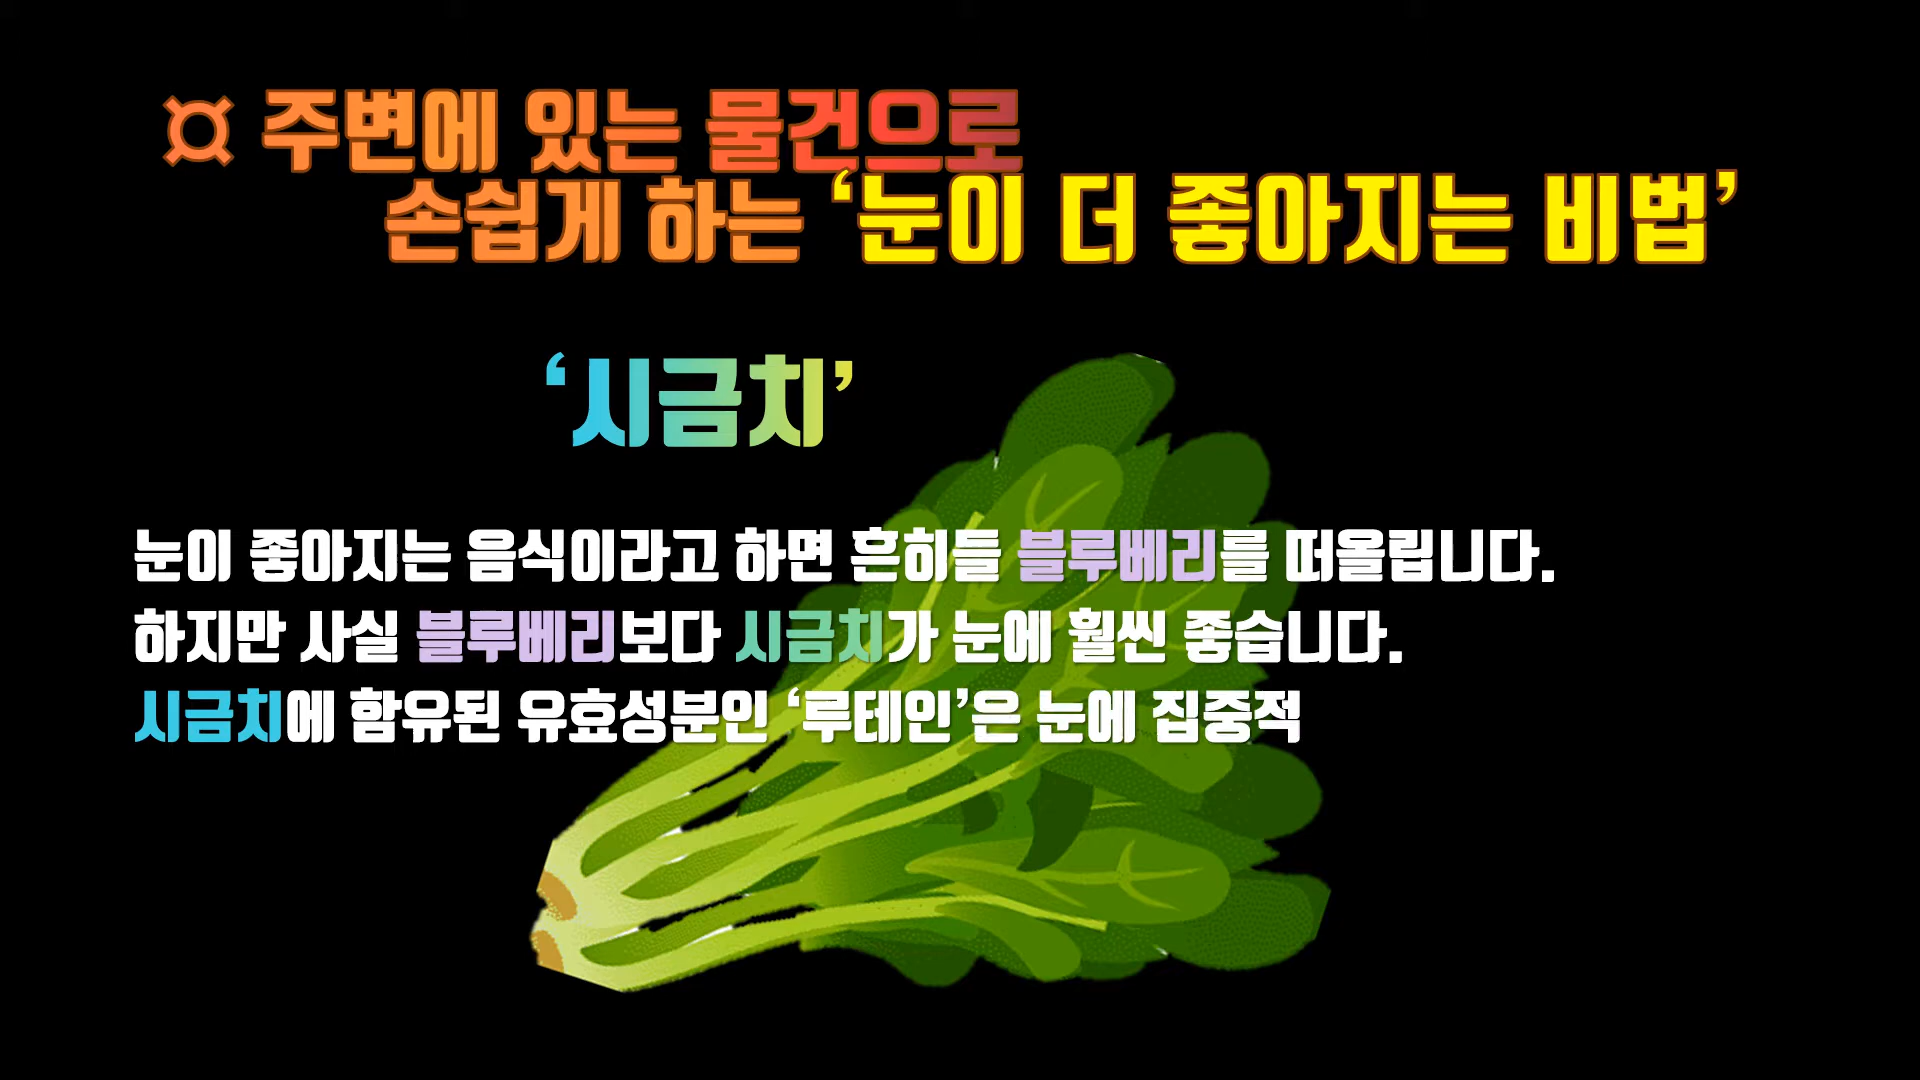 ¤ 주변에 있는 물건으로
손쉽게 하는 ‘눈이 더 좋아지는 비법’
‘시금치’
눈이 좋아지는 음식이라고 하면 흔히들 블루베리를 떠올립니다.
하지만 사실 블루베리보다 시금치가 눈에 훨씬 좋습니다.
시금치에 함유된 유효성분인 ‘루테인’은 눈에 집중적